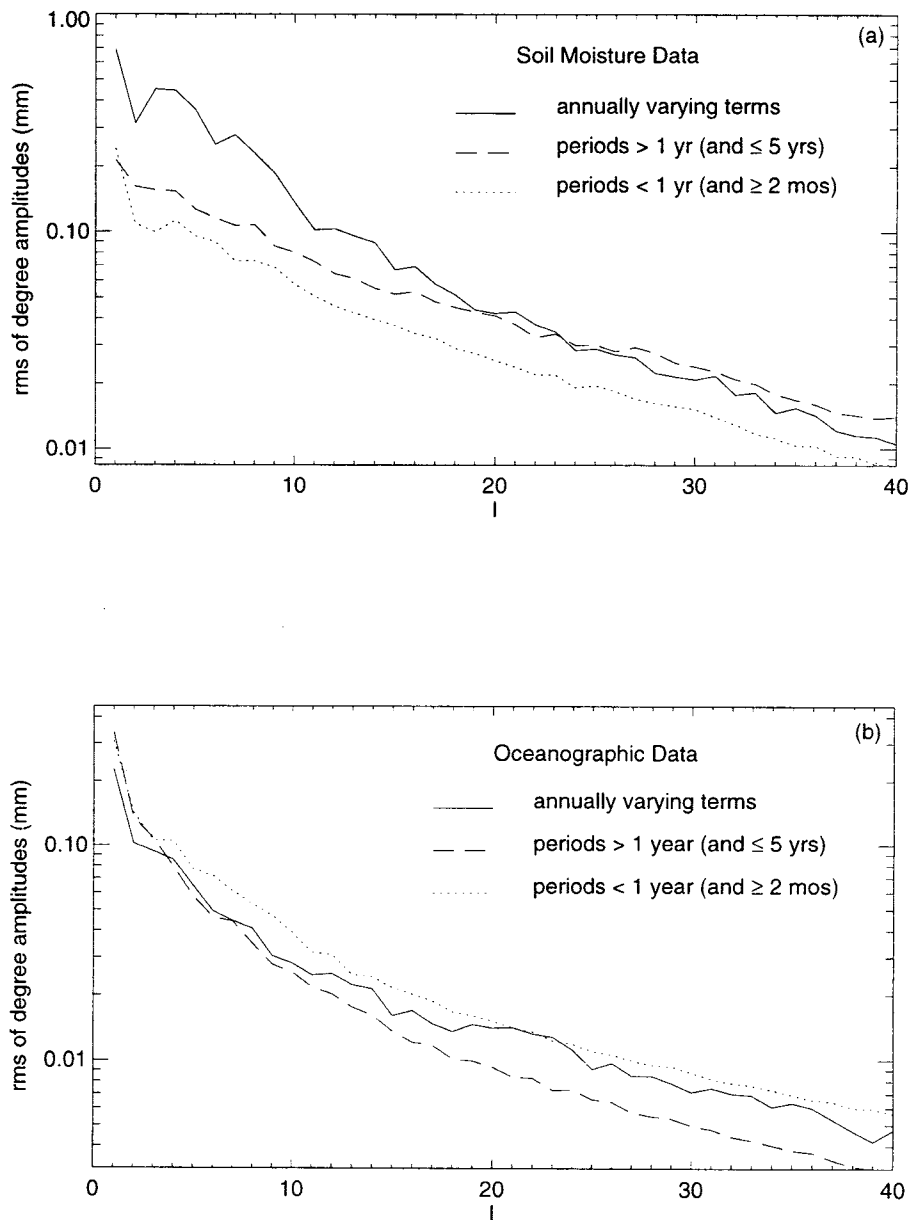 (a)
1.00
0.10
0.01
rms of degree amplitudes (mm)
Soil Moisture Data
annually varying terms
periods > 1 yr (and ≤ 5 yrs)
periods < 1 yr (and ≥ 2 mos)
0 10 20 30 40
l
(b)
0.10
0.01
rms of degree amplitudes (mm)
Oceanographic Data
annually varying terms
periods > 1 year (and ≤ 5 yrs)
periods < 1 year (and ≥ 2 mos)
0 10 20 30 40
l